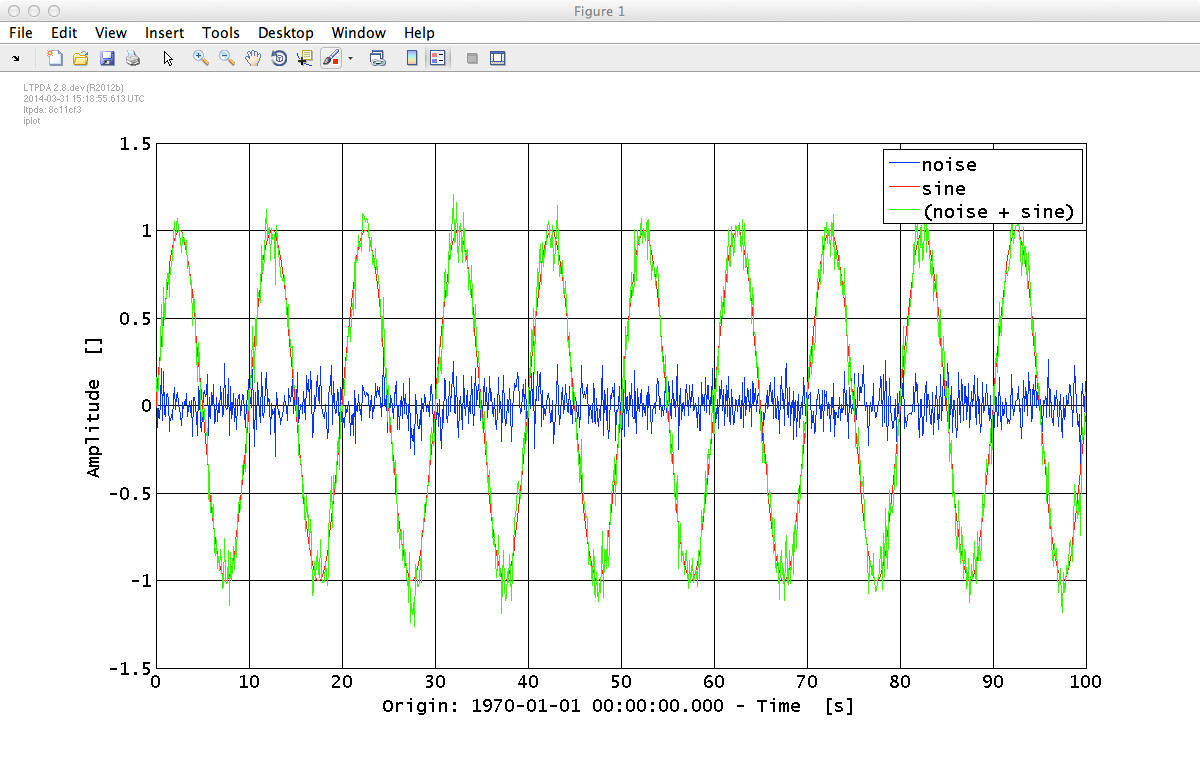 Figure 1
File Edit View Insert Tools Desktop Window Help
LTPDA 2.8.dev (R2012b)
2014-03-31 15:18:55.613 UTC
ltpda: 8c11cf3
iplot
1.5
1
0.5
0
-0.5
-1
-1.5
Amplitude []
noise
sine
(noise + sine)
0 10 20 30 40 50 60 70 80 90 100
Origin: 1970-01-01 00:00:00.000 - Time [s]